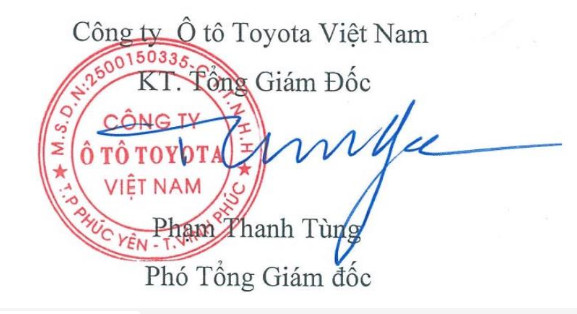 Công ty Ô tô Toyota Việt Nam
KT. Tổng Giám Đốc
M.S.D.N:2500150335-C.T.T.N.H.H
CÔNG TY
Ô TÔ TOYOTA
VIỆT NAM
T.P PHÚC YÊN - T.VĨNH PHÚC
Phạm Thanh Tùng
Phó Tổng Giám đốc